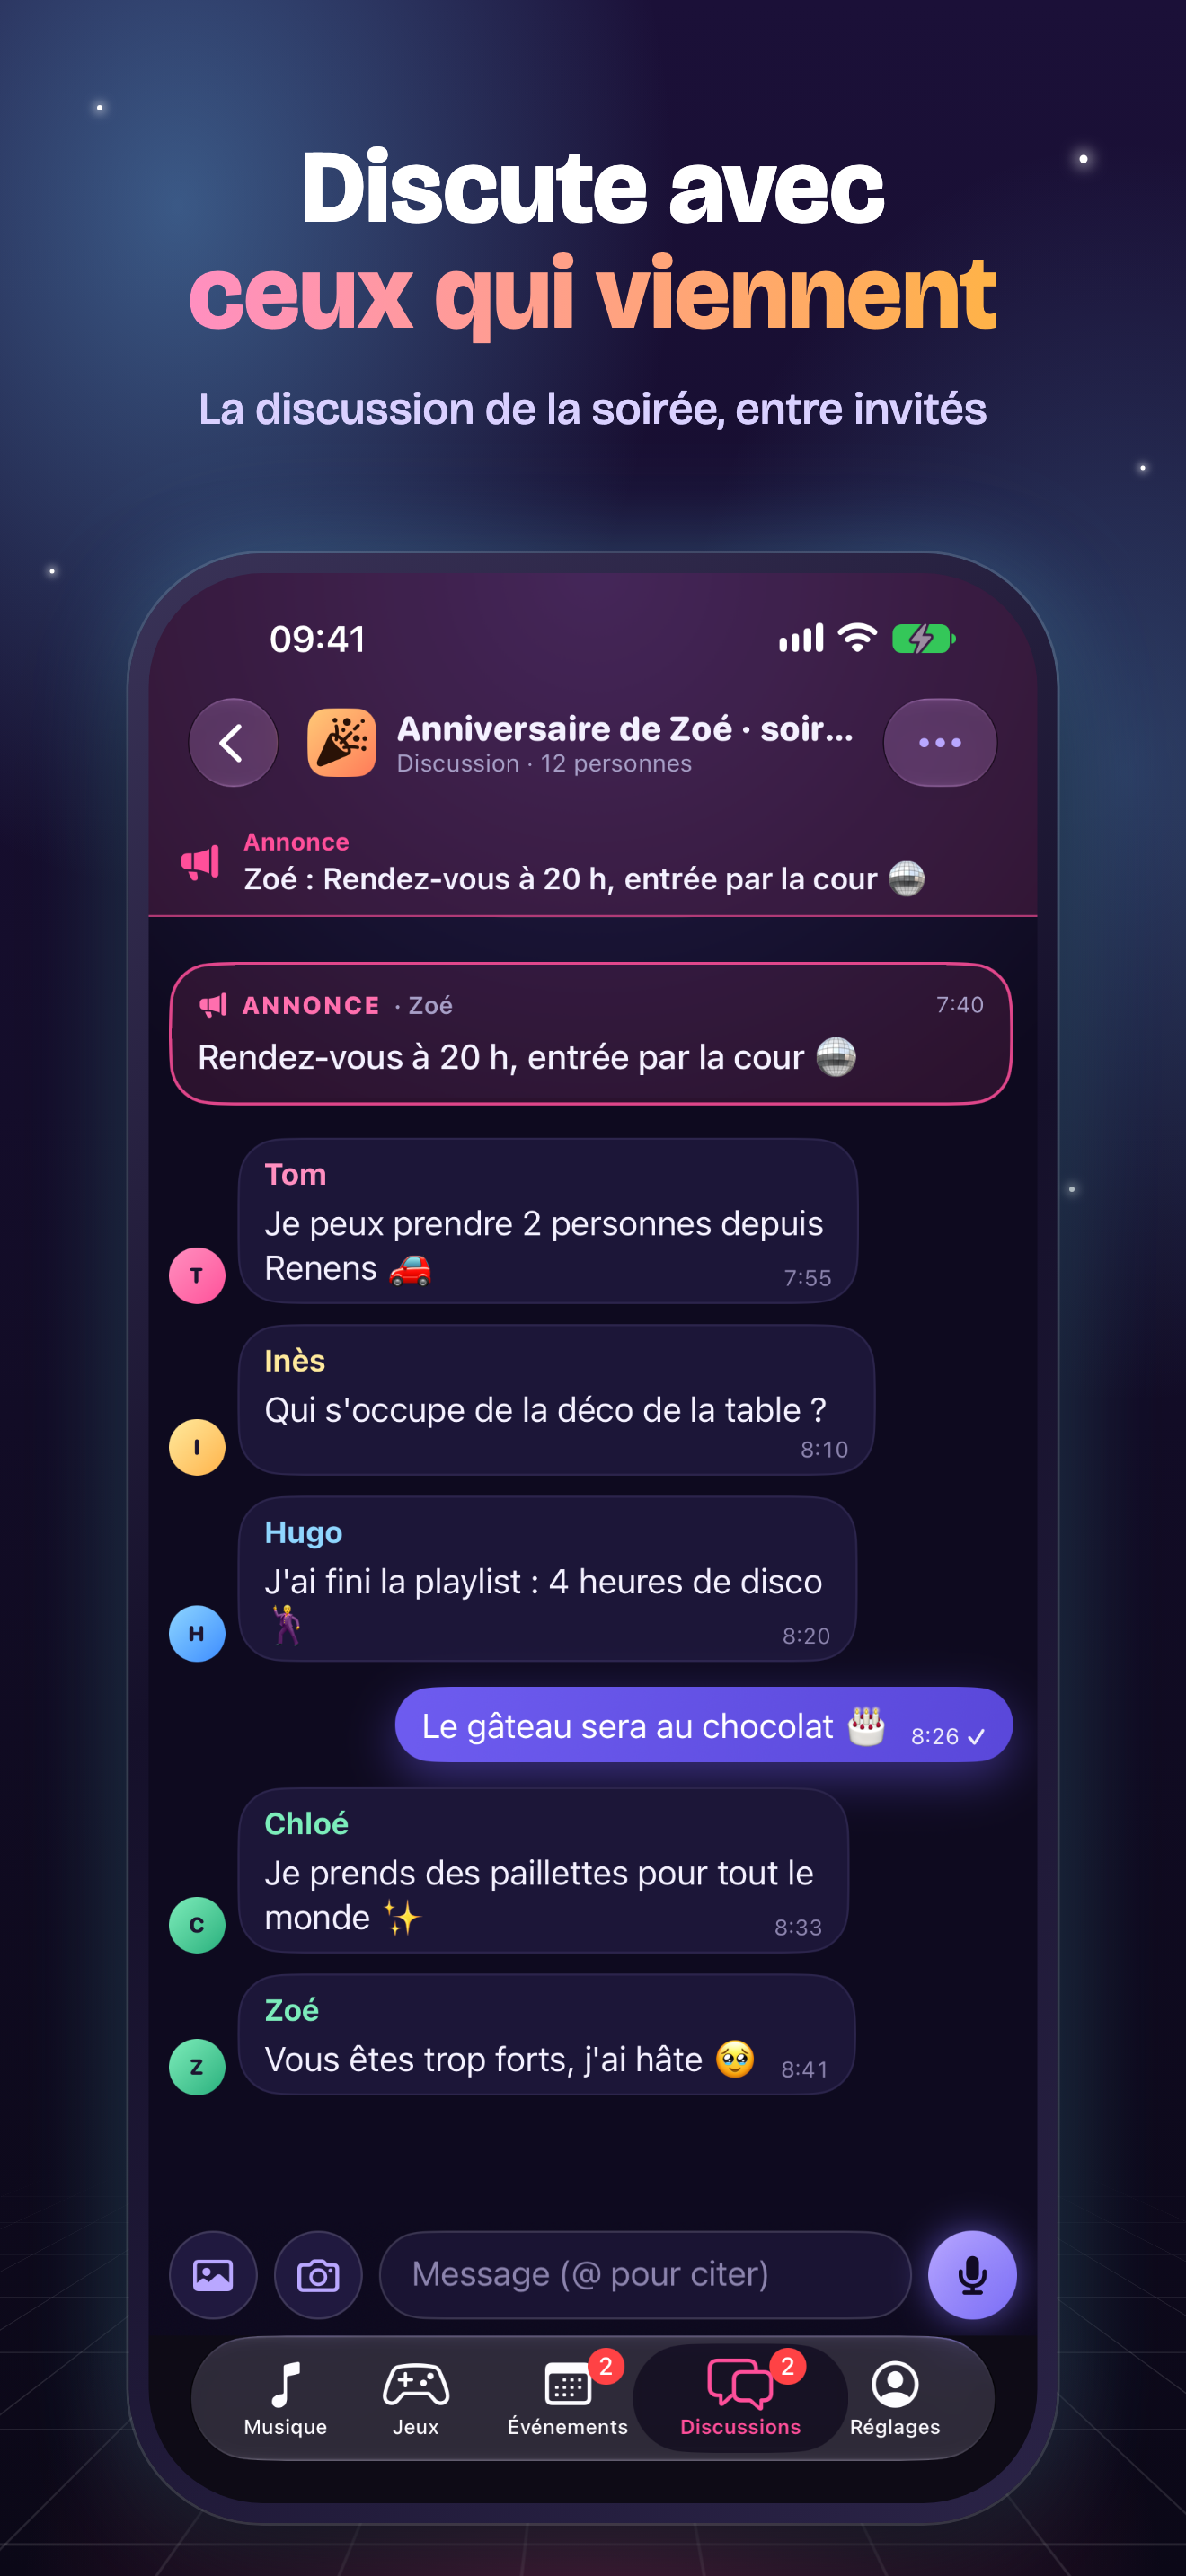 Discute avec
ceux qui viennent
La discussion de la soirée, entre invités
09:41
Anniversaire de Zoé · soir...
Discussion · 12 personnes
Annonce
Zoé : Rendez-vous à 20 h, entrée par la cour 🪩
ANNONCE · Zoé 7:40
Rendez-vous à 20 h, entrée par la cour 🪩
Tom
Je peux prendre 2 personnes depuis
Renens 🚗 7:55
T
Inès
Qui s'occupe de la déco de la table ?
8:10
I
Hugo
J'ai fini la playlist : 4 heures de disco
🕺 8:20
H
Le gâteau sera au chocolat 🎂 8:26 ✓
Chloé
Je prends des paillettes pour tout le
monde ✨ 8:33
C
Zoé
Vous êtes trop forts, j'ai hâte 🥹 8:41
Z
Message (@ pour citer)
2 2
Musique Jeux Événements Discussions Réglages